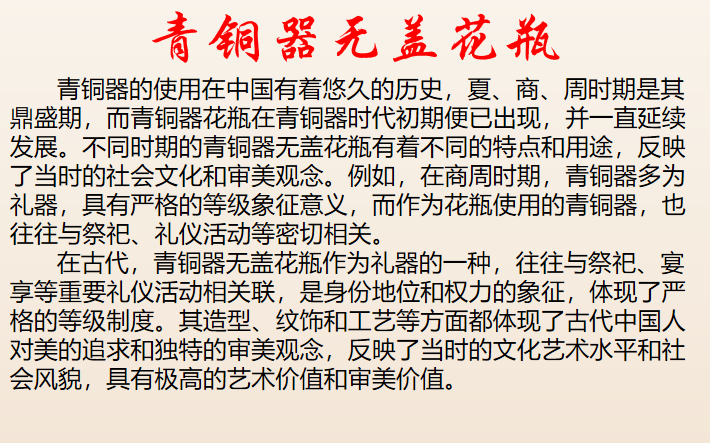 青铜器无盖花瓶
青铜器的使用在中国有着悠久的历史，夏、商、周时期是其
鼎盛期，而青铜器花瓶在青铜器时代初期便已出现，并一直延续
发展。不同时期的青铜器无盖花瓶有着不同的特点和用途，反映
了当时的社会文化和审美观念。例如，在商周时期，青铜器多为
礼器，具有严格的等级象征意义，而作为花瓶使用的青铜器，也
往往与祭祀、礼仪活动等密切相关。
在古代，青铜器无盖花瓶作为礼器的一种，往往与祭祀、宴
享等重要礼仪活动相关联，是身份地位和权力的象征，体现了严
格的等级制度。其造型、纹饰和工艺等方面都体现了古代中国人
对美的追求和独特的审美观念，反映了当时的文化艺术水平和社
会风貌，具有极高的艺术价值和审美价值。